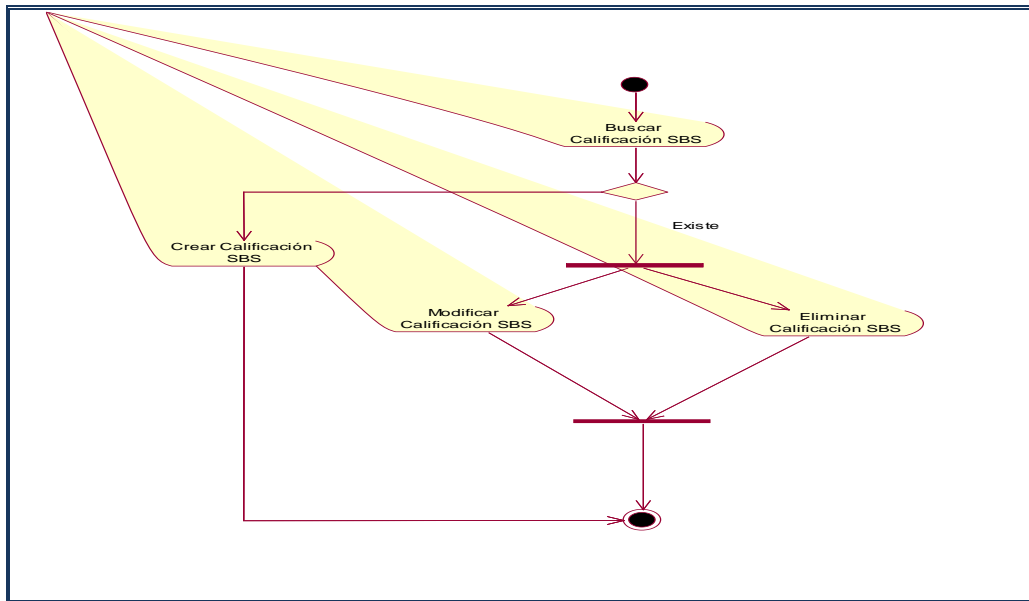 Buscar
Calificación SBS
Existe
Crear Calificación
SBS
Modificar
Calificación SBS
Eliminar
Calificación SBS